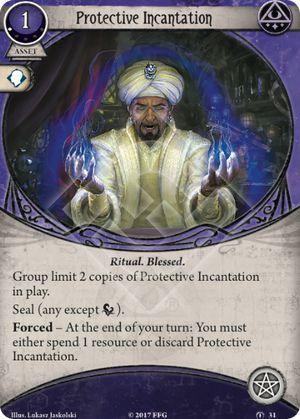 1
Protective Incantation
ASSET
Ritual. Blessed.
Group limit 2 copies of Protective Incantation
in play.
Seal (any except ).
Forced – At the end of your turn: You must
either spend 1 resource or discard Protective
Incantation.
Illus. Lukasz Jaskolski
© 2017 FFG
31